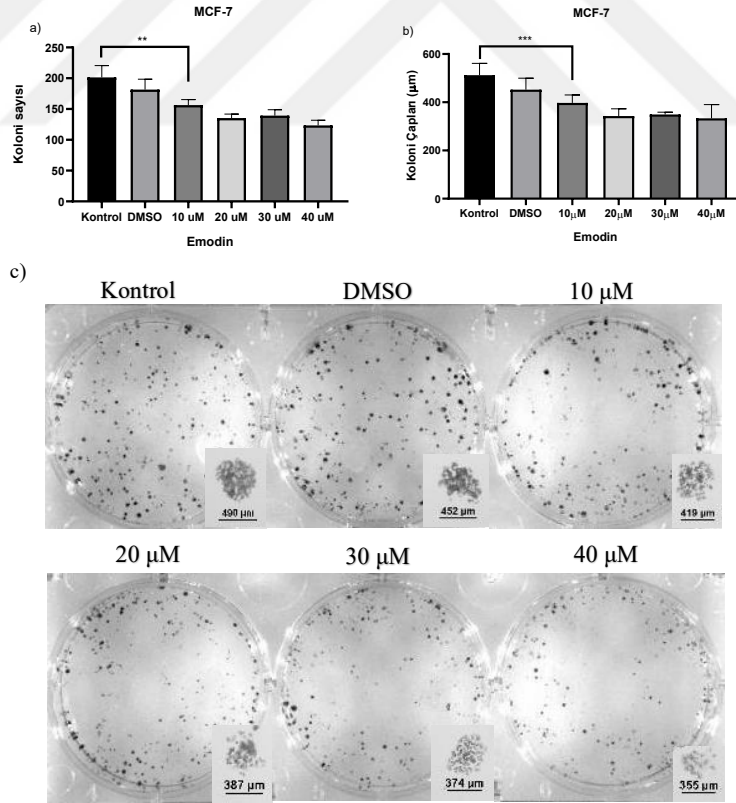 MCF-7
a)
**
Koloni sayısı
250
200
150
100
50
0
Kontrol DMSO 10 uM 20 uM 30 uM 40 uM
Emodin
MCF-7
b)
***
Koloni Çapları (µm)
600
400
200
0
Kontrol DMSO 10µM 20µM 30µM 40µM
Emodin
c)
Kontrol DMSO 10 µM
490 µm 452 µm 419 µm
20 µM 30 µM 40 µM
387 µm 374 µm 355 µm